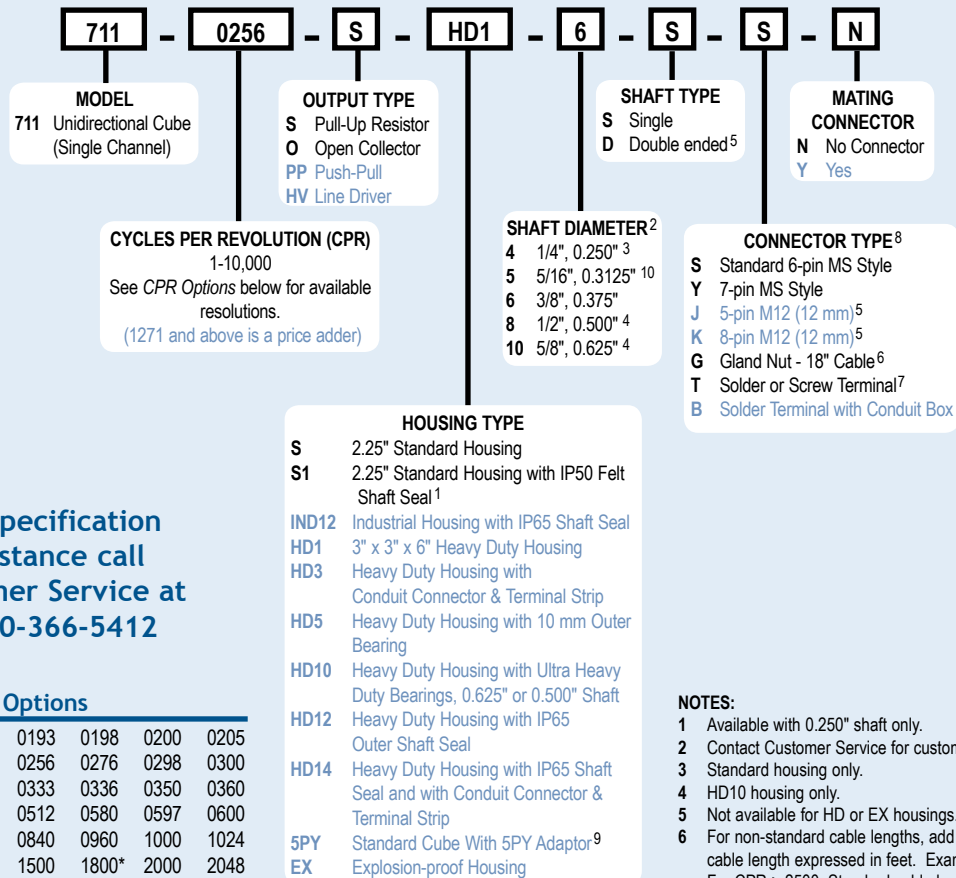 711 - 0256 - S - HD1 - 6 - S - S - N
MODEL
711 Unidirectional Cube
(Single Channel)
OUTPUT TYPE
S Pull-Up Resistor
O Open Collector
PP Push-Pull
HV Line Driver
SHAFT TYPE
S Single
D Double ended 5
MATING
CONNECTOR
N No Connector
Y Yes
CYCLES PER REVOLUTION (CPR)
1-10,000
See CPR Options below for available
resolutions.
(1271 and above is a price adder)
SHAFT DIAMETER 2
4 1/4", 0.250" 3
5 5/16", 0.3125" 10
6 3/8", 0.375"
8 1/2", 0.500" 4
10 5/8", 0.625" 4
CONNECTOR TYPE 8
S Standard 6-pin MS Style
Y 7-pin MS Style
J 5-pin M12 (12 mm) 5
K 8-pin M12 (12 mm) 5
G Gland Nut - 18" Cable 6
T Solder or Screw Terminal 7
B Solder Terminal with Conduit Box
HOUSING TYPE
S 2.25" Standard Housing
S1 2.25" Standard Housing with IP50 Felt
Shaft Seal 1
IND12 Industrial Housing with IP65 Shaft Seal
HD1 3" x 3" x 6" Heavy Duty Housing
HD3 Heavy Duty Housing with
Conduit Connector & Terminal Strip
HD5 Heavy Duty Housing with 10 mm Outer
Bearing
HD10 Heavy Duty Housing with Ultra Heavy
Duty Bearings, 0.625" or 0.500" Shaft
HD12 Heavy Duty Housing with IP65
Outer Shaft Seal
HD14 Heavy Duty Housing with IP65 Shaft
Seal and with Conduit Connector &
Terminal Strip
5PY Standard Cube With 5PY Adaptor 9
EX Explosion-proof Housing
pecification
stance call
ner Service at
0-366-5412
Options
0193 0198 0200 0205
0256 0276 0298 0300
0333 0336 0350 0360
0512 0580 0597 0600
0840 0960 1000 1024
1500 1800* 2000 2048
NOTES:
1 Available with 0.250" shaft only.
2 Contact Customer Service for custom
3 Standard housing only.
4 HD10 housing only.
5 Not available for HD or EX housings.
6 For non-standard cable lengths, add
cable length expressed in feet. Exam